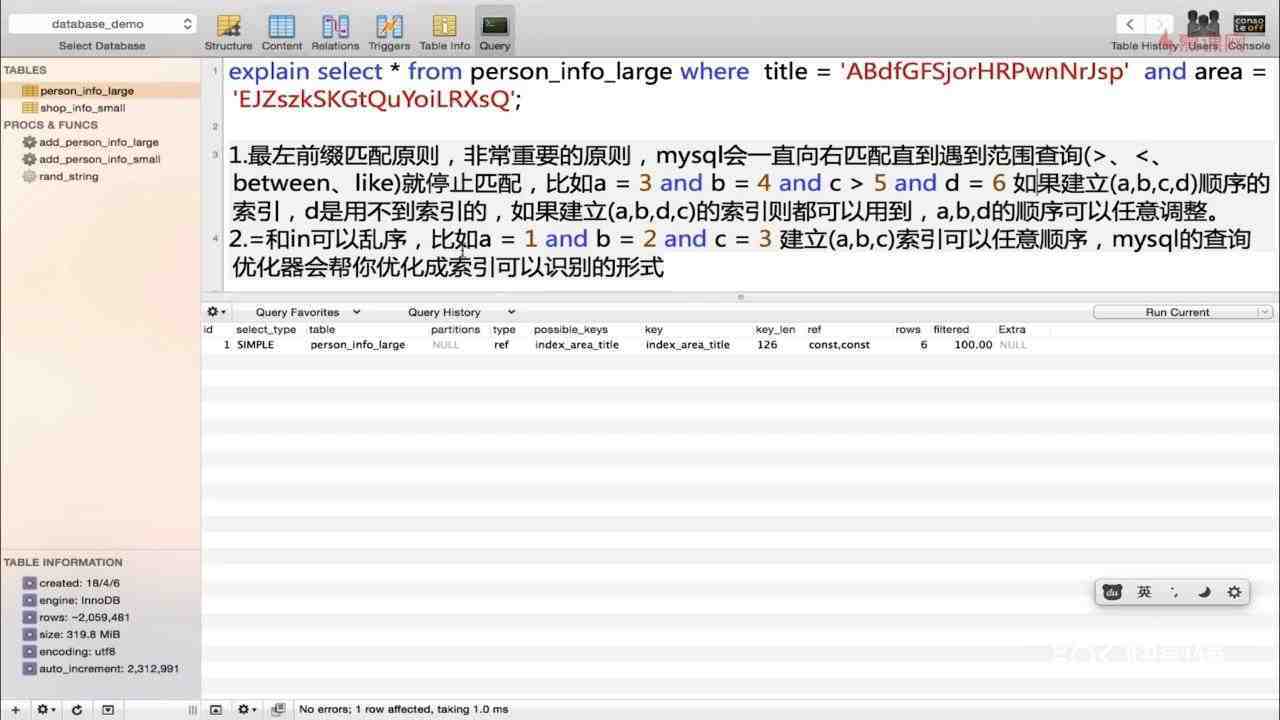 database_demo
Select Database
Structure
Content
Relations
Triggers
Table Info
Query
Table History
Users
Console
conso
le off
TABLES
person_info_large
shop_info_small
PROCS & FUNCS
add_person_info_large
add_person_info_small
rand_string
1
explain select * from person_info_large where title = 'ABdfGFSjorHRPwnNrJsp' and area =
'EJZszkSKGtQuYoiLRXsQ';
2
3
1.最左前缀匹配原则，非常重要的原则，mysql会一直向右匹配直到遇到范围查询(>、<、
between、like)就停止匹配，比如a = 3 and b = 4 and c > 5 and d = 6 如果建立(a,b,c,d)顺序的
索引，d是用不到索引的，如果建立(a,b,d,c)的索引则都可以用到，a,b,d的顺序可以任意调整。
4
2.=和in可以乱序，比如a = 1 and b = 2 and c = 3 建立(a,b,c)索引可以任意顺序，mysql的查询
优化器会帮你优化成索引可以识别的形式
Query Favorites
Query History
Run Current
id select_type table partitions type possible_keys key key_len ref rows filtered Extra
1 SIMPLE person_info_large NULL ref index_area_title index_area_title 126 const,const 6 100.00 NULL
TABLE INFORMATION
created: 18/4/6
engine: InnoDB
rows: ~2,059,481
size: 319.8 MiB
encoding: utf8
auto_increment: 2,312,991
du 英
No errors; 1 row affected, taking 1.0 ms